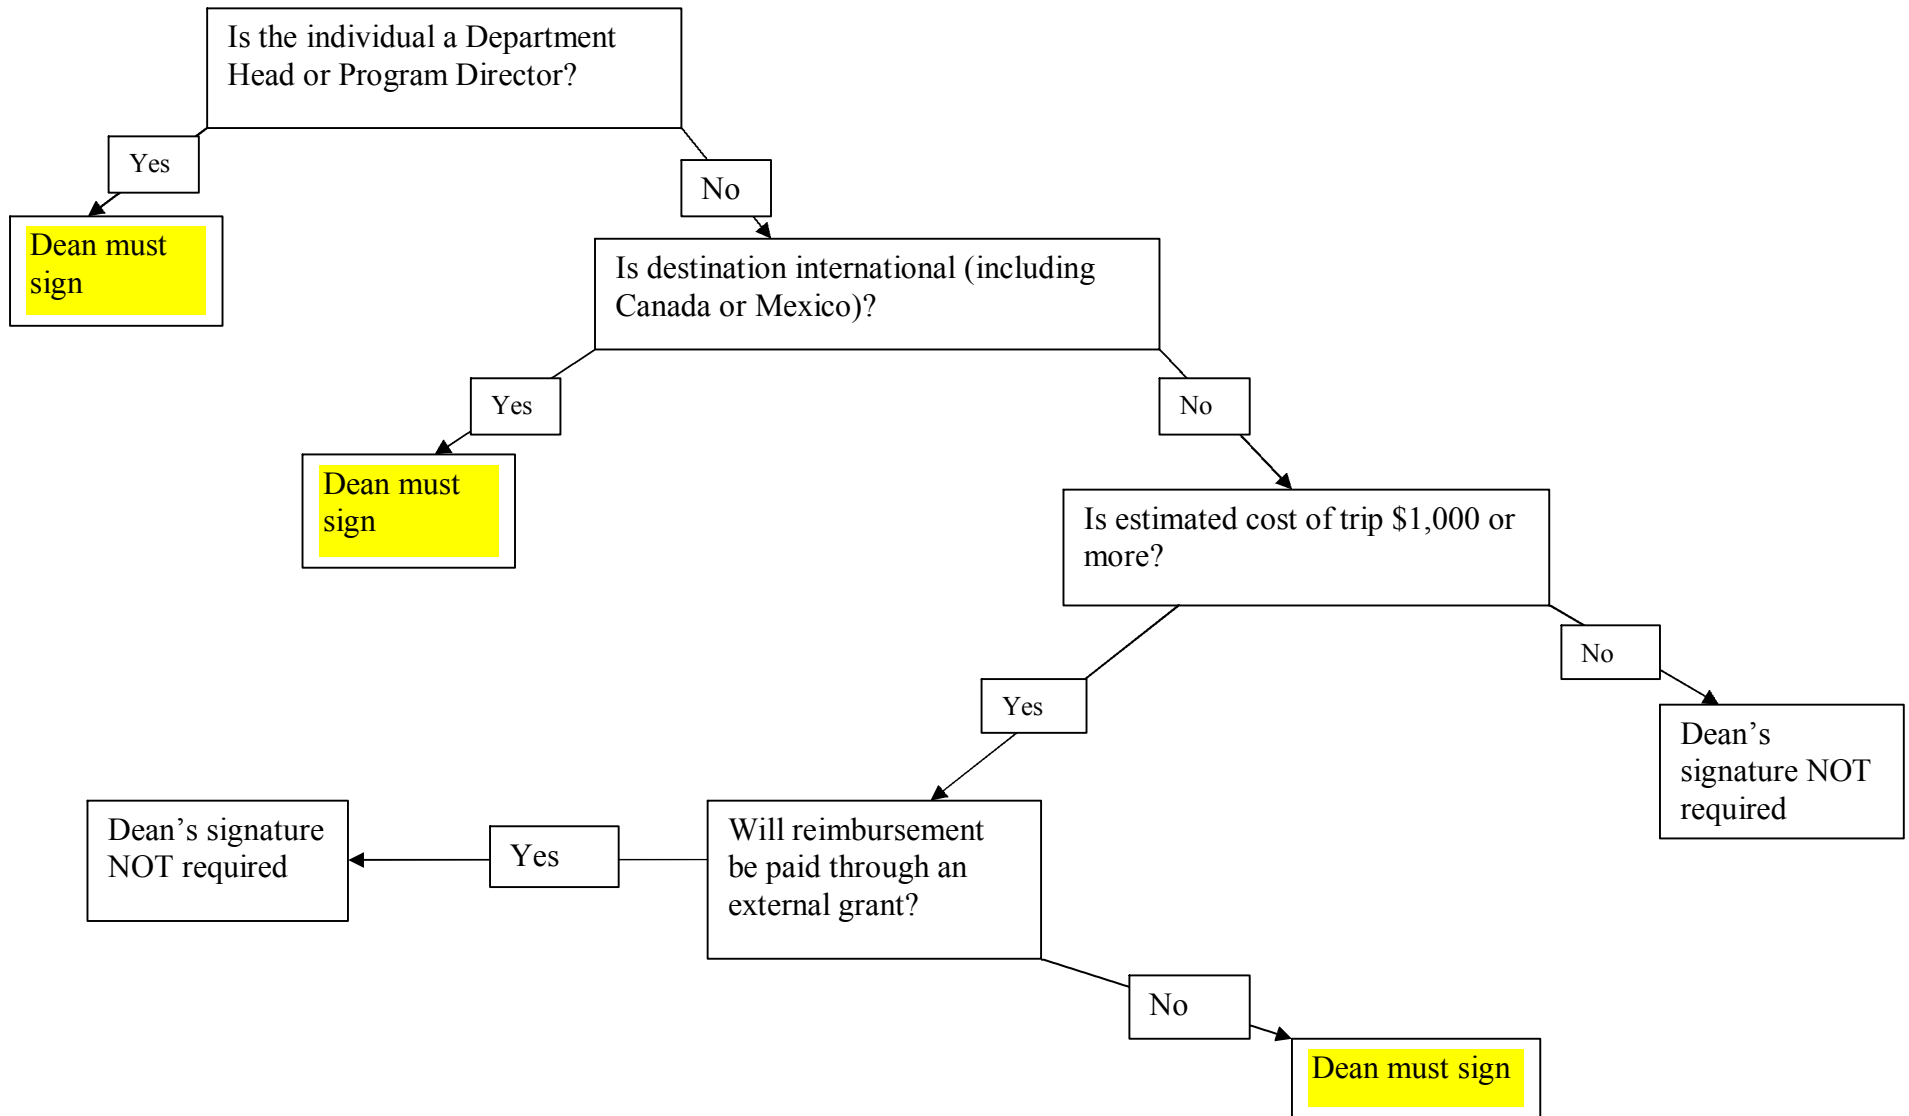 Is the individual a Department
Head or Program Director?
Yes
No
Dean must
sign
Is destination international (including
Canada or Mexico)?
Yes
No
Dean must
sign
Is estimated cost of trip $1,000 or
more?
No
Yes
Dean’s
signature NOT
required
Dean’s signature
NOT required
Yes
Will reimbursement
be paid through an
external grant?
No
Dean must sign